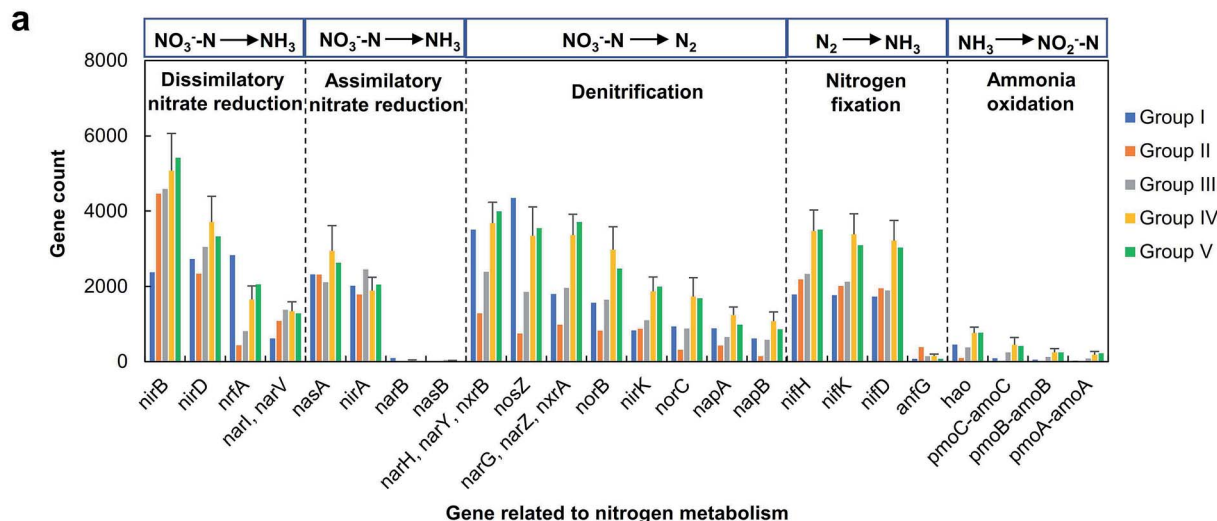 a
NO₃⁻-N ⟶ NH₃
NO₃⁻-N ⟶ NH₃
NO₃⁻-N ⟶ N₂
N₂ ⟶ NH₃
NH₃ ⟶ NO₂⁻-N
Dissimilatory
nitrate reduction
Assimilatory
nitrate reduction
Denitrification
Nitrogen
fixation
Ammonia
oxidation
Gene count
8000
6000
4000
2000
0
Group I
Group II
Group III
Group IV
Group V
nirB
nirD
nrfA
narI, narV
nasA
nirA
narB
nasB
narH, narY, nxrB
nosZ
narG, narZ, nxrA
norB
nirK
norC
napA
napB
nifH
nifK
nifD
anfG
hao
pmoC-amoC
pmoB-amoB
pmoA-amoA
Gene related to nitrogen metabolism